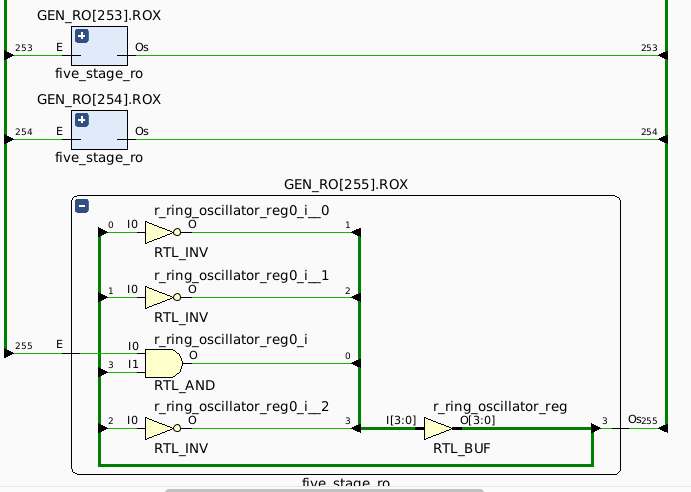 GEN_RO[253].ROX
253 E Os 253
five_stage_ro
GEN_RO[254].ROX
254 E Os 254
five_stage_ro
GEN_RO[255].ROX
r_ring_oscillator_reg0_i__0
0 I0 O 1
RTL_INV
r_ring_oscillator_reg0_i__1
1 I0 O 2
RTL_INV
r_ring_oscillator_reg0_i
255 E I0 O 0
3 I1
RTL_AND
r_ring_oscillator_reg0_i__2 r_ring_oscillator_reg
2 I0 O 3 I[3:0] O[3:0] 3 Os 255
RTL_INV RTL_BUF
five_stage_ro